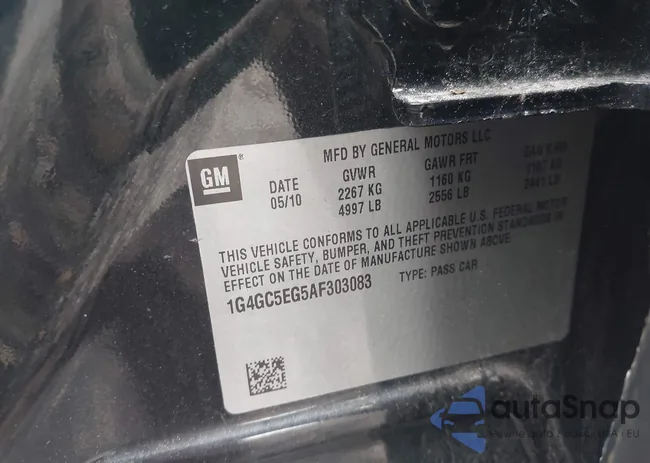 GM
®
MFD BY GENERAL MOTORS LLC
DATE GVWR GAWR FRT
05/10 2267 KG 1160 KG
4997 LB 2556 LB
THIS VEHICLE CONFORMS TO ALL APPLICABLE U.S. FEDERAL MOTOR
VEHICLE SAFETY, BUMPER, AND THEFT PREVENTION STANDARDS IN
EFFECT ON THE DATE OF MANUFACTURE SHOWN ABOVE.
1G4GC5EG5AF303083 TYPE: PASS CAR
autoSnap